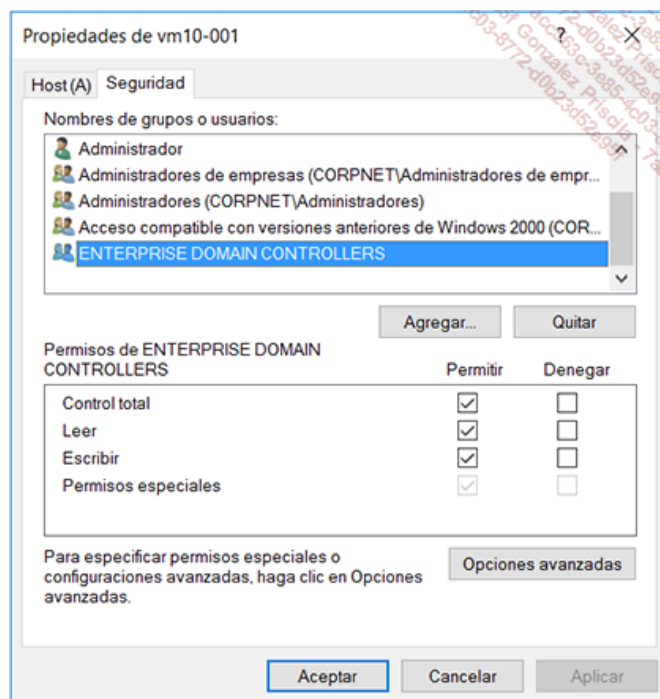 Propiedades de vm10-001
?
Host (A)
Seguridad
Nombres de grupos o usuarios:
Administrador
Administradores de empresas (CORPNET\Administradores de empr...
Administradores (CORPNET\Administradores)
Acceso compatible con versiones anteriores de Windows 2000 (COR...
ENTERPRISE DOMAIN CONTROLLERS
Agregar...
Quitar
Permisos de ENTERPRISE DOMAIN
CONTROLLERS
Permitir
Denegar
Control total
Leer
Escribir
Permisos especiales
Para especificar permisos especiales o
configuraciones avanzadas, haga clic en Opciones
avanzadas.
Opciones avanzadas
Aceptar
Cancelar
Aplicar